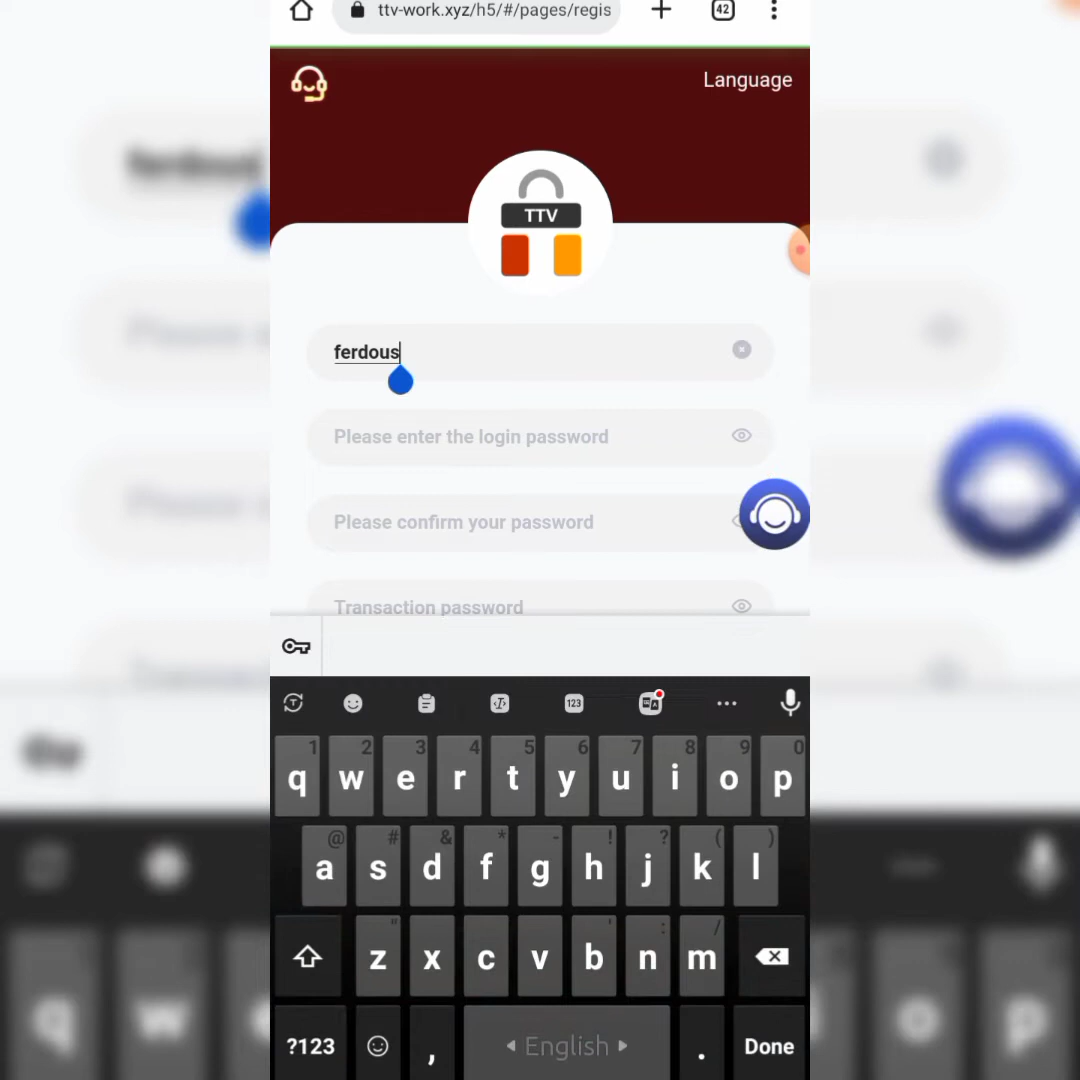 ttv-work.xyz/h5/#/pages/regis
42
Language
TTV
ferdous
Please enter the login password
Please confirm your password
Transaction password
123
1 2 3 4 5 6 7 8 9 0
q w e r t y u i o p
@ # & * - ! ? ( )
a s d f g h j k l
" ' : /
z x c v b n m
?123 , English . Done